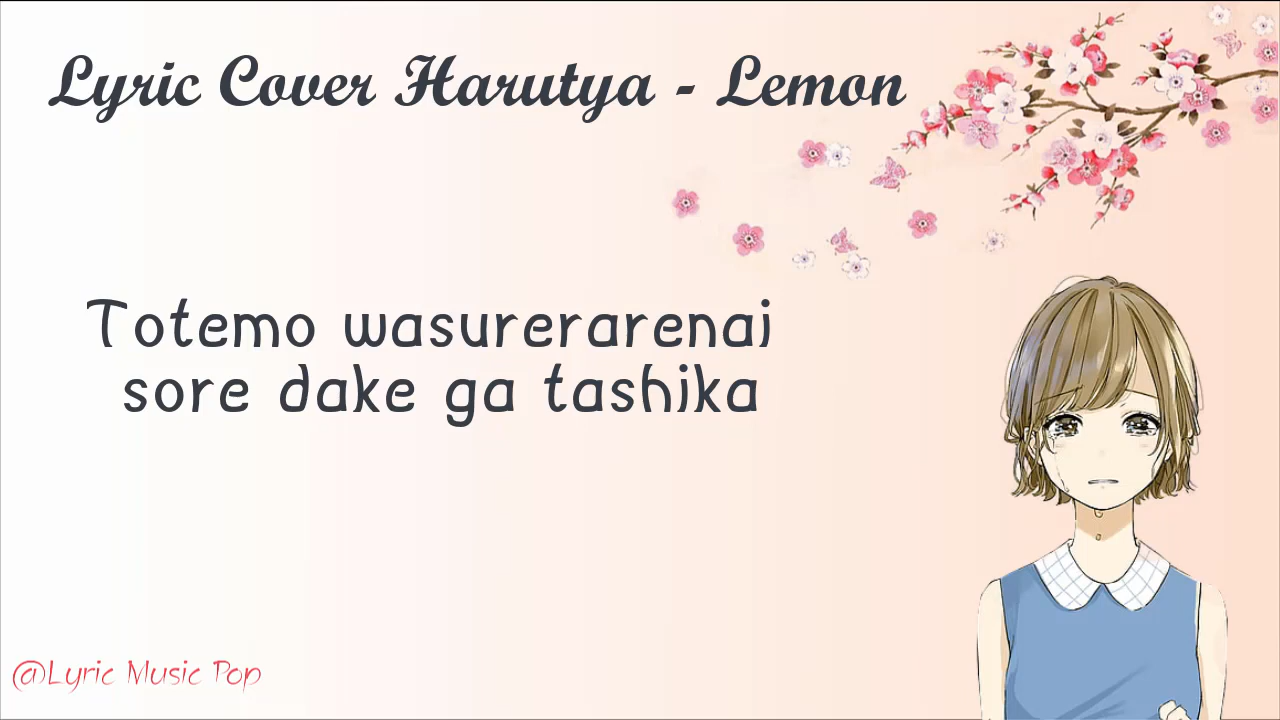 Lyric Cover Harutya - Lemon
Totemo wasurerarenai
sore dake ga tashika
@Lyric Music Pop